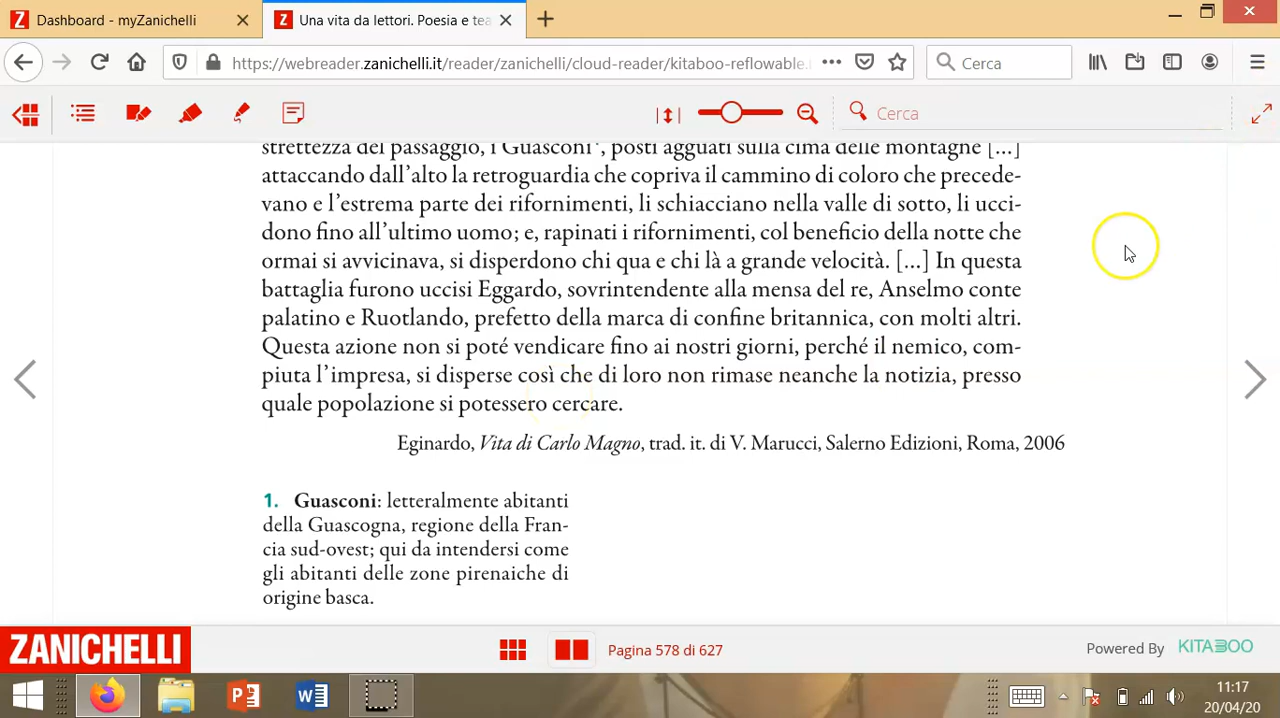 Dashboard - myZanichelli
Una vita da lettori. Poesia e tea
https://webreader.zanichelli.it/reader/zanichelli/cloud-reader/kitaboo-reflowable.
Cerca
Cerca
strettezza del passaggio, i Guasconi¹, posti agguati sulla cima delle montagne [...]
attaccando dall'alto la retroguardia che copriva il cammino di coloro che precede-
vano e l'estrema parte dei rifornimenti, li schiacciano nella valle di sotto, li ucci-
dono fino all'ultimo uomo; e, rapinati i rifornimenti, col beneficio della notte che
ormai si avvicinava, si disperdono chi qua e chi là a grande velocità. [...] In questa
battaglia furono uccisi Eggardo, sovrintendente alla mensa del re, Anselmo conte
palatino e Ruotlando, prefetto della marca di confine britannica, con molti altri.
Questa azione non si poté vendicare fino ai nostri giorni, perché il nemico, com-
piuta l'impresa, si disperse così che di loro non rimase neanche la notizia, presso
quale popolazione si potessero cercare.
Eginardo, Vita di Carlo Magno, trad. it. di V. Marucci, Salerno Edizioni, Roma, 2006
1. Guasconi: letteralmente abitanti
della Guascogna, regione della Fran-
cia sud-ovest; qui da intendersi come
gli abitanti delle zone pirenaiche di
origine basca.
ZANICHELLI
Pagina 578 di 627
Powered By KITABOO
11:17
20/04/20